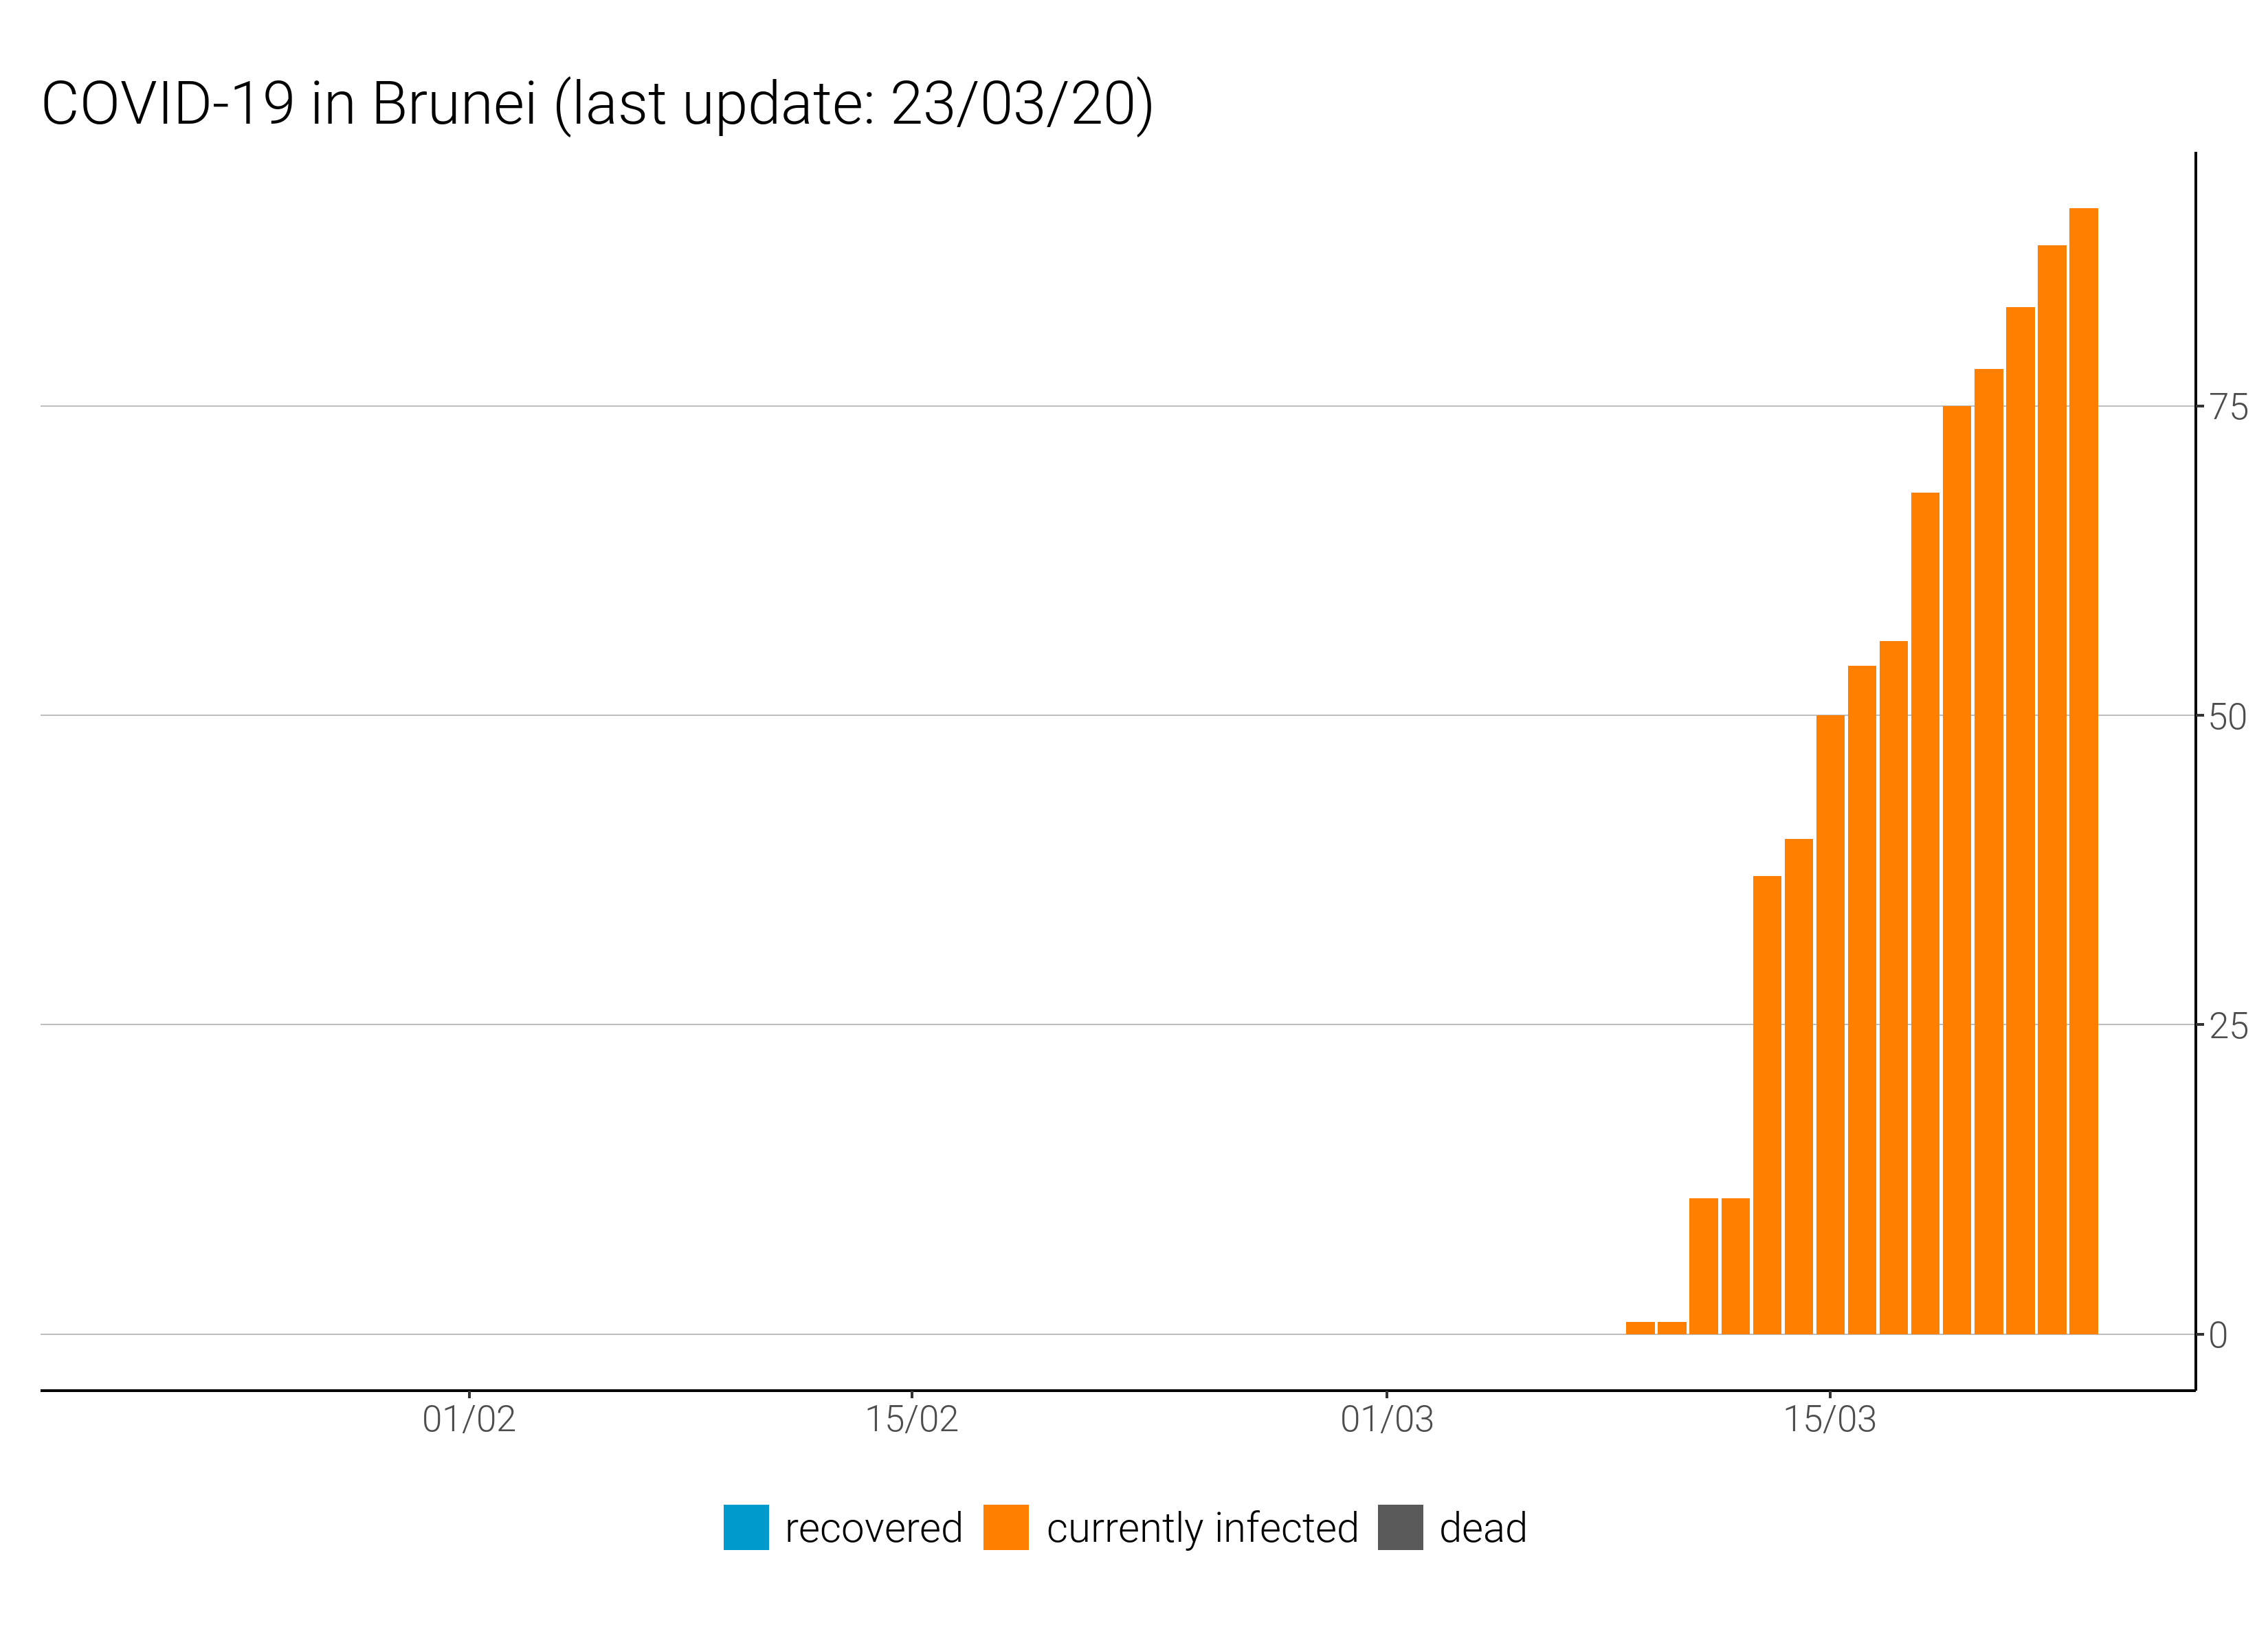 COVID-19 in Brunei (last update: 23/03/20)
75
50
25
0
01/02 15/02 01/03 15/03
recovered currently infected dead